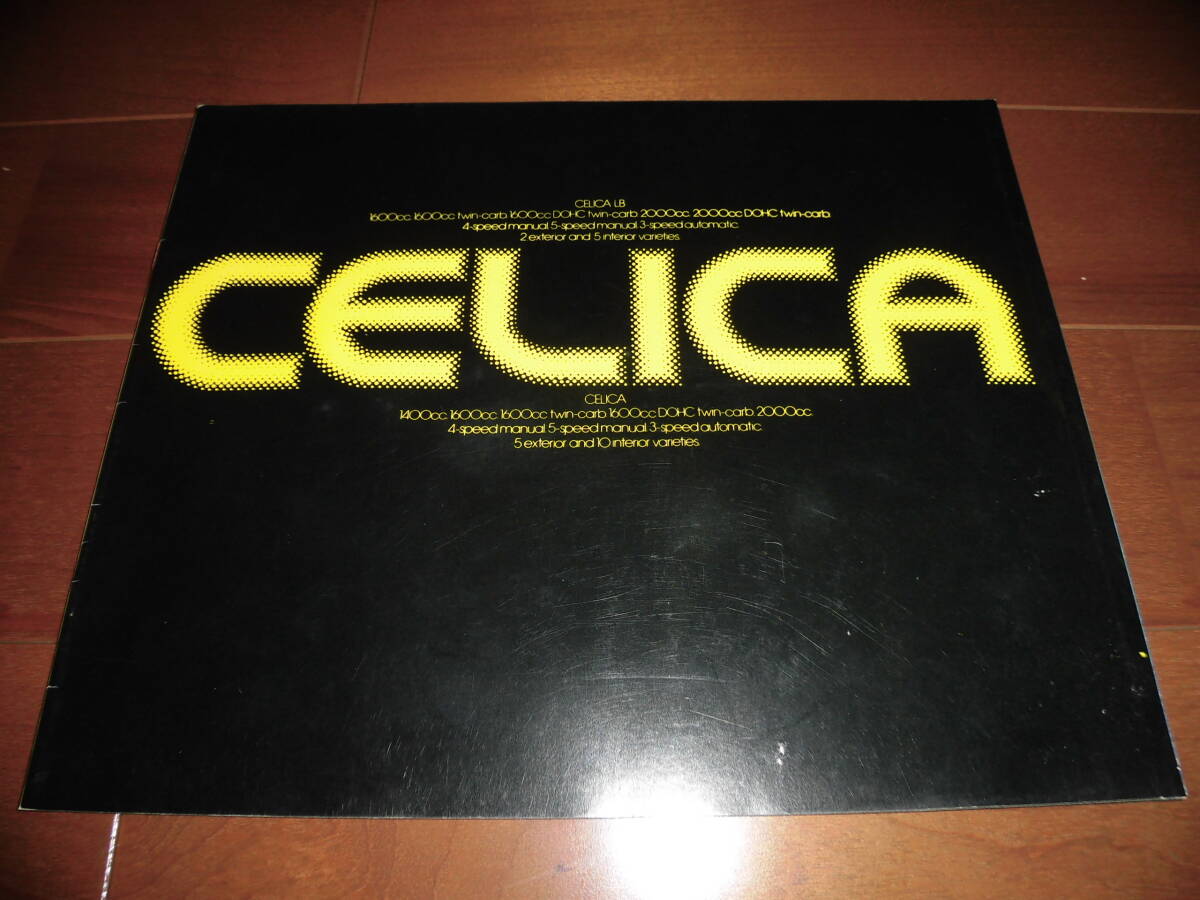 CELICA LB
1600cc. 1600cc twin-carb. 1600cc DOHC twin-carb. 2000cc. 2000cc DOHC twin-carb.
4-speed manual. 5-speed manual. 3-speed automatic.
2 exterior and 5 interior varieties.
CELICA
CELICA
1400cc. 1600cc. 1600cc twin-carb. 1600cc DOHC twin-carb. 2000cc.
4-speed manual. 5-speed manual. 3-speed automatic.
5 exterior and 10 interior varieties.